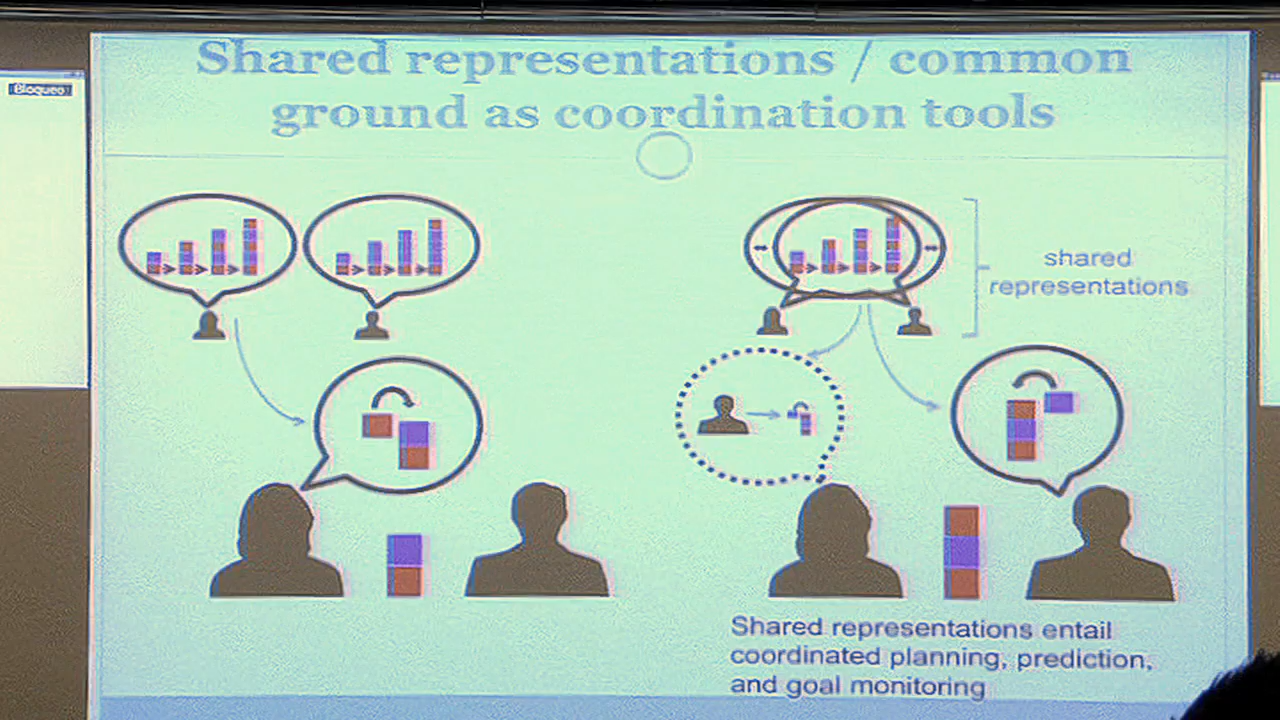 Bloqueo
Shared representations / common
ground as coordination tools
shared
representations
Shared representations entail
coordinated planning, prediction,
and goal monitoring